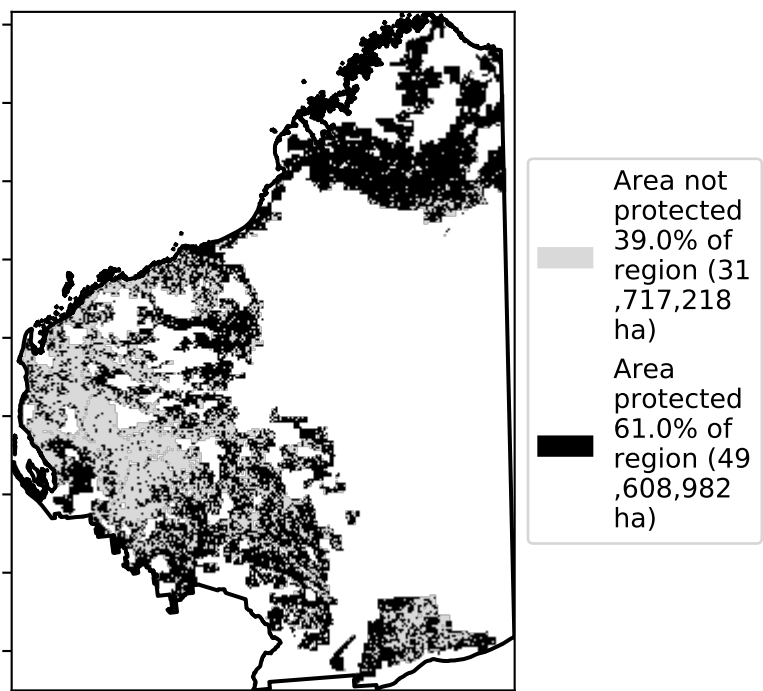 Area not
protected
39.0% of
region (31
,717,218
ha)
Area
protected
61.0% of
region (49
,608,982
ha)